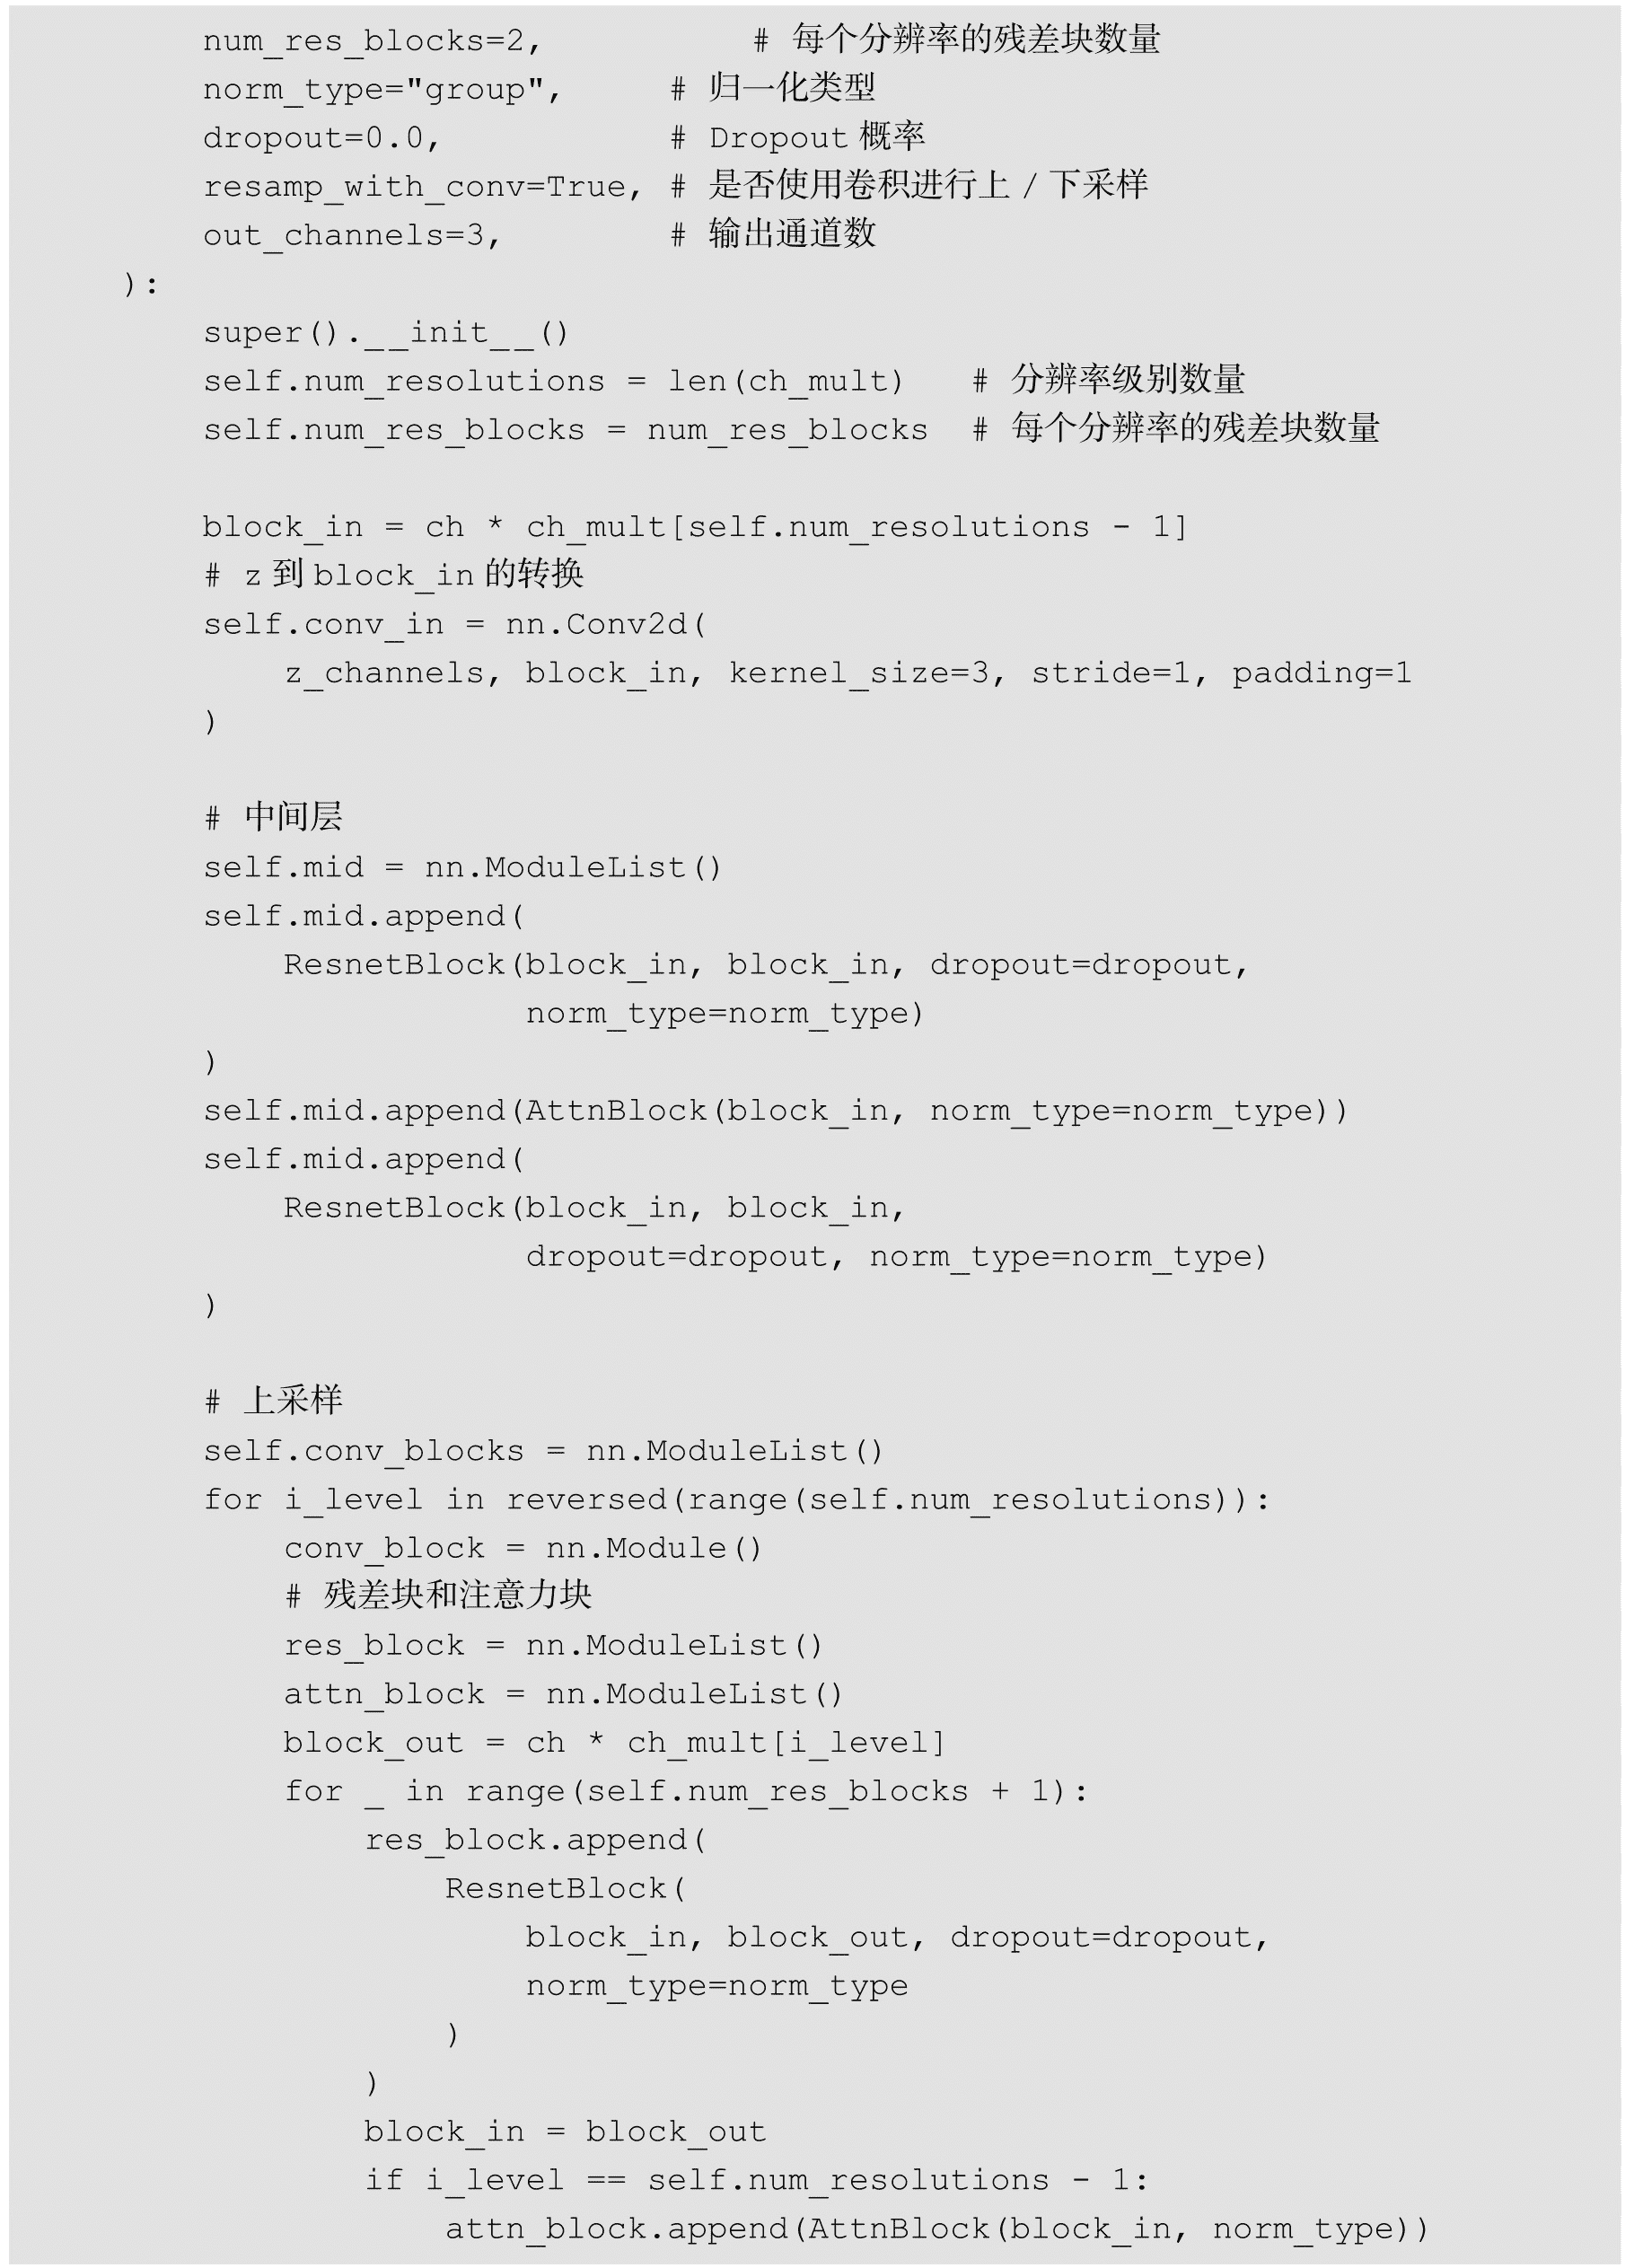 num_res_blocks=2,           # 每个分辨率的残差块数量
        norm_type="group",     # 归一化类型
        dropout=0.0,           # Dropout 概率
        resamp_with_conv=True, # 是否使用卷积进行上 / 下采样
        out_channels=3,        # 输出通道数
    ):
        super().__init__()
        self.num_resolutions = len(ch_mult)   # 分辨率级别数量
        self.num_res_blocks = num_res_blocks  # 每个分辨率的残差块数量

        block_in = ch * ch_mult[self.num_resolutions - 1]
        # z 到 block_in 的转换
        self.conv_in = nn.Conv2d(
            z_channels, block_in, kernel_size=3, stride=1, padding=1
        )

        # 中间层
        self.mid = nn.ModuleList()
        self.mid.append(
            ResnetBlock(block_in, block_in, dropout=dropout,
                        norm_type=norm_type)
        )
        self.mid.append(AttnBlock(block_in, norm_type=norm_type))
        self.mid.append(
            ResnetBlock(block_in, block_in,
                        dropout=dropout, norm_type=norm_type)
        )

        # 上采样
        self.conv_blocks = nn.ModuleList()
        for i_level in reversed(range(self.num_resolutions)):
            conv_block = nn.Module()
            # 残差块和注意力块
            res_block = nn.ModuleList()
            attn_block = nn.ModuleList()
            block_out = ch * ch_mult[i_level]
            for _ in range(self.num_res_blocks + 1):
                res_block.append(
                    ResnetBlock(
                        block_in, block_out, dropout=dropout,
                        norm_type=norm_type
                    )
                )
                block_in = block_out
                if i_level == self.num_resolutions - 1:
                    attn_block.append(AttnBlock(block_in, norm_type))